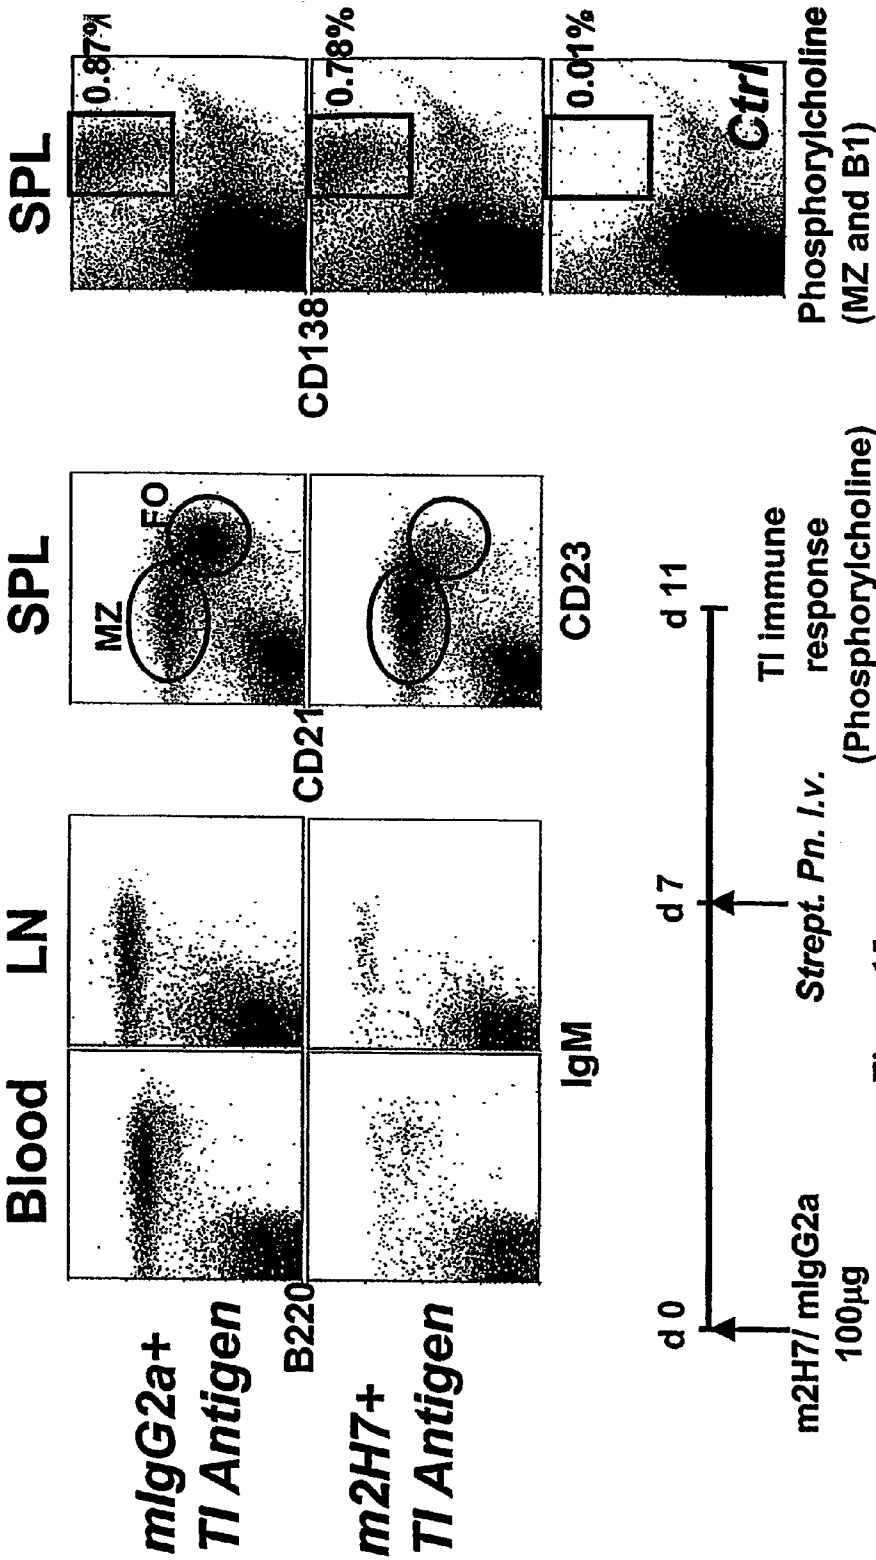 Blood
LN
SPL
SPL
mIgG2a+
TI Antigen
MZ
FO
0.87%
B220
CD21
CD138
m2H7+
TI Antigen
0.78%
IgM
CD23
0.01%
Ctrl
Phosphorylcholine
(MZ and B1)
d 0
d 7
d 11
m2H7/ mIgG2a
100µg
Strept. Pn. I.v.
TI immune
response
(Phosphorylcholine)